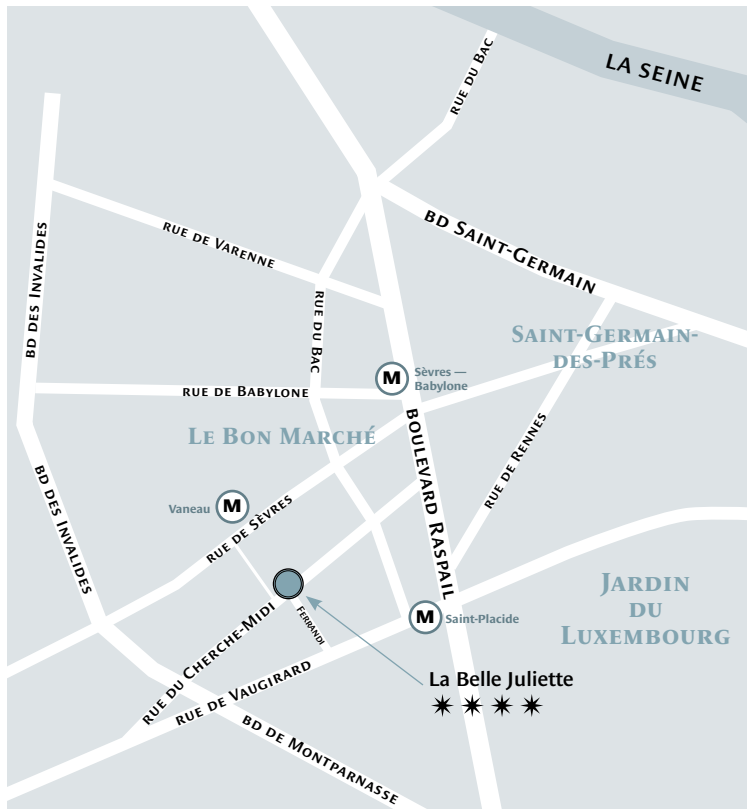 RUE DU BAC
LA SEINE
BD SAINT-GERMAIN
RUE DE VARENNE
BD DES INVALIDES
RUE DU BAC
SAINT-GERMAIN-
DES-PRÉS
M
Sèvres —
Babylone
RUE DE BABYLONE
LE BON MARCHÉ
BOULEVARD RASPAIL
RUE DE RENNES
BD DES INVALIDES
Vaneau
M
RUE DE SÈVRES
JARDIN
DU
LUXEMBOURG
FERRANDI
M
Saint-Placide
RUE DU CHERCHE-MIDI
RUE DE VAUGIRARD
La Belle Juliette
BD DE MONTPARNASSE